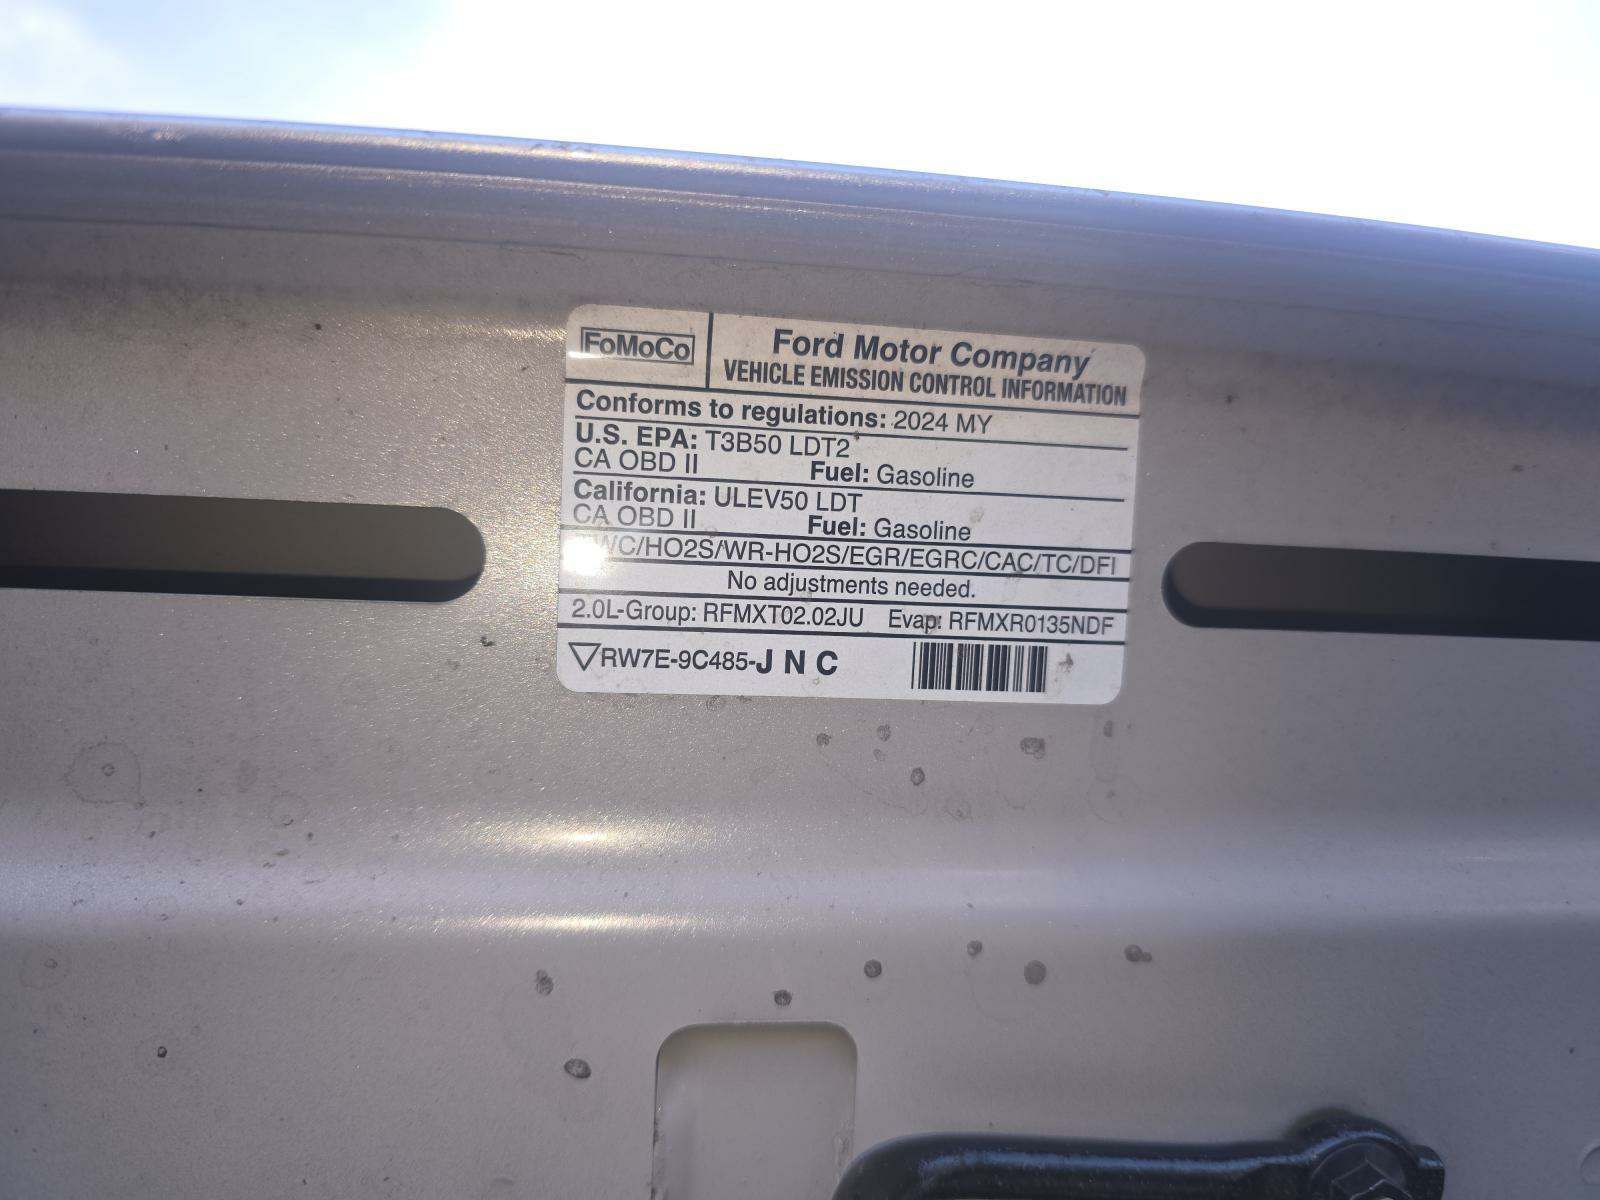 FoMoCo
Ford Motor Company
VEHICLE EMISSION CONTROL INFORMATION
Conforms to regulations: 2024 MY
U.S. EPA: T3B50 LDT2
CA OBD II Fuel: Gasoline
California: ULEV50 LDT
CA OBD II Fuel: Gasoline
/HO2S/WR-HO2S/EGR/EGRC/CAC/TC/DFI
No adjustments needed.
2.0L-Group: RFMXT02.02JU Evap: RFMXR0135NDF
RW7E-9C485-J N C